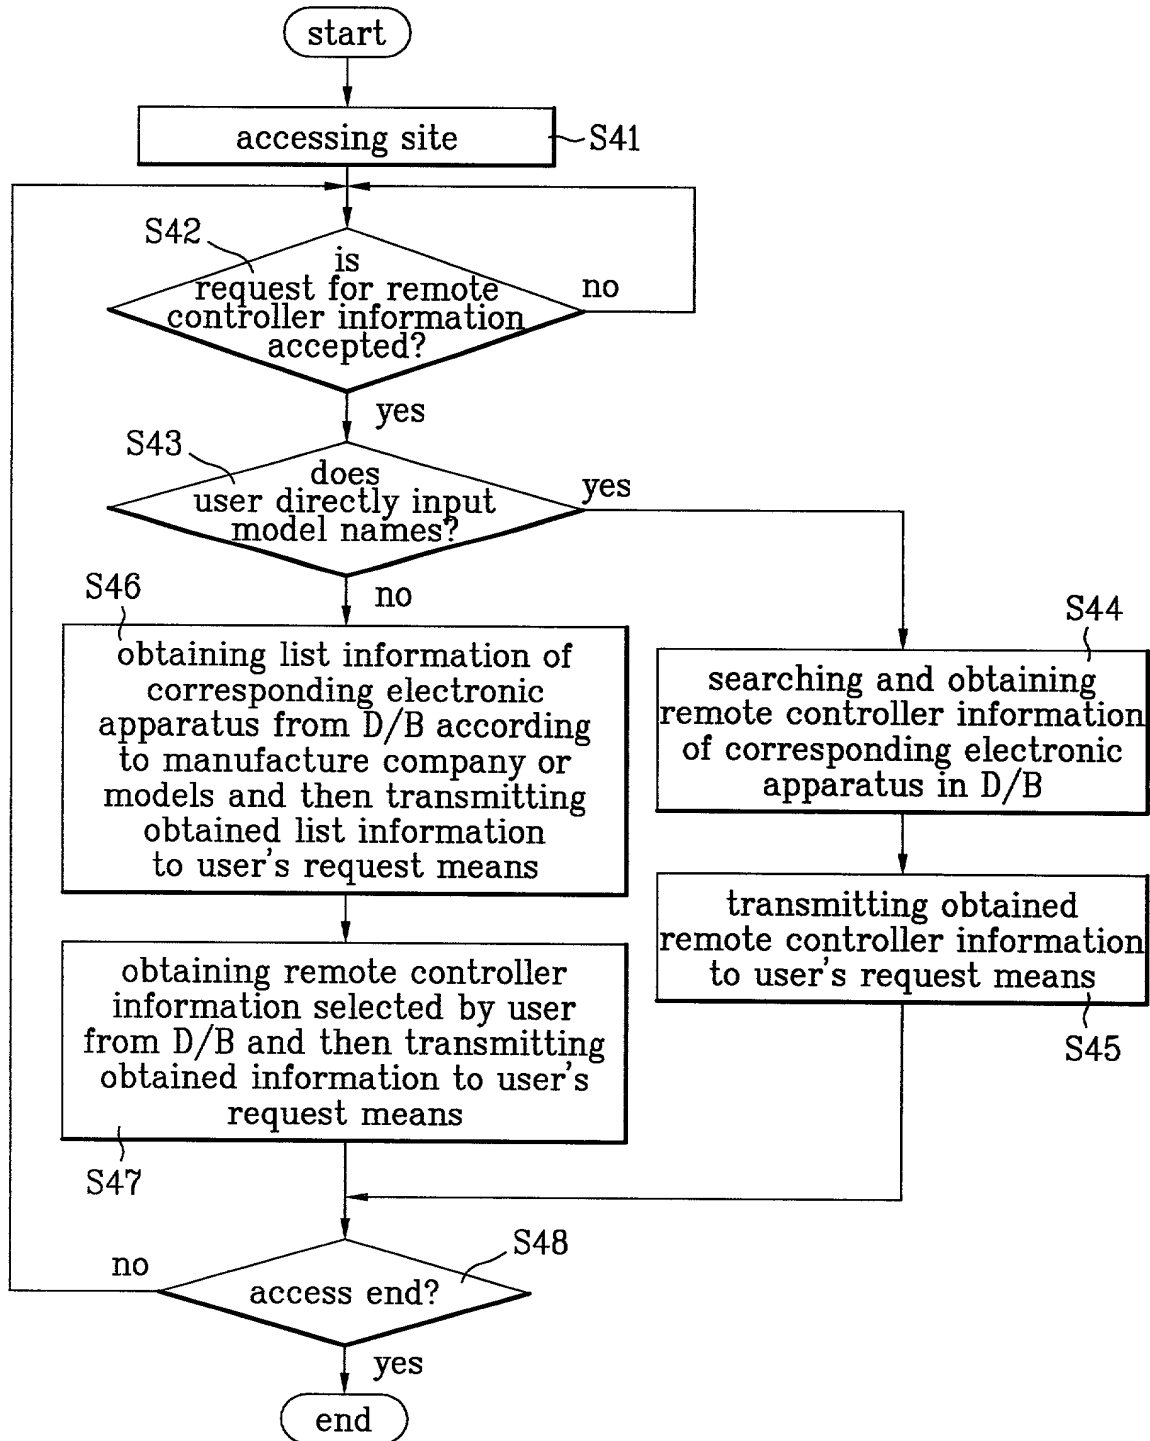 start
accessing site
S41
S42
is
request for remote
controller information
accepted?
no
yes
S43
does
user directly input
model names?
yes
no
S46
obtaining list information of
corresponding electronic
apparatus from D/B according
to manufacture company or
models and then transmitting
obtained list information
to user's request means
S44
searching and obtaining
remote controller information
of corresponding electronic
apparatus in D/B
transmitting obtained
remote controller information
to user's request means
S45
obtaining remote controller
information selected by user
from D/B and then transmitting
obtained information to user's
request means
S47
S48
no
access end?
yes
end